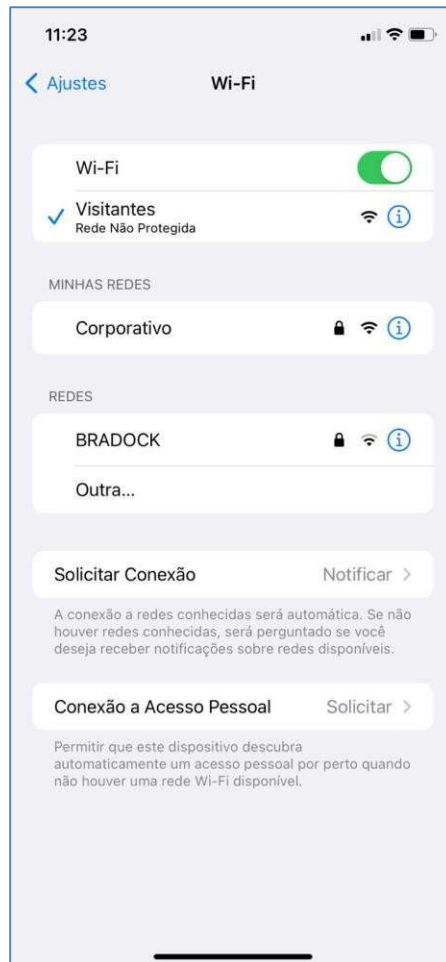 11:23
Ajustes
Wi-Fi
Wi-Fi
Visitantes
Rede Não Protegida
MINHAS REDES
Corporativo
REDES
BRADOCK
Outra...
Solicitar Conexão Notificar
A conexão a redes conhecidas será automática. Se não
houver redes conhecidas, será perguntado se você
deseja receber notificações sobre redes disponíveis.
Conexão a Acesso Pessoal Solicitar
Permitir que este dispositivo descubra
automaticamente um acesso pessoal por perto quando
não houver uma rede Wi-Fi disponível.